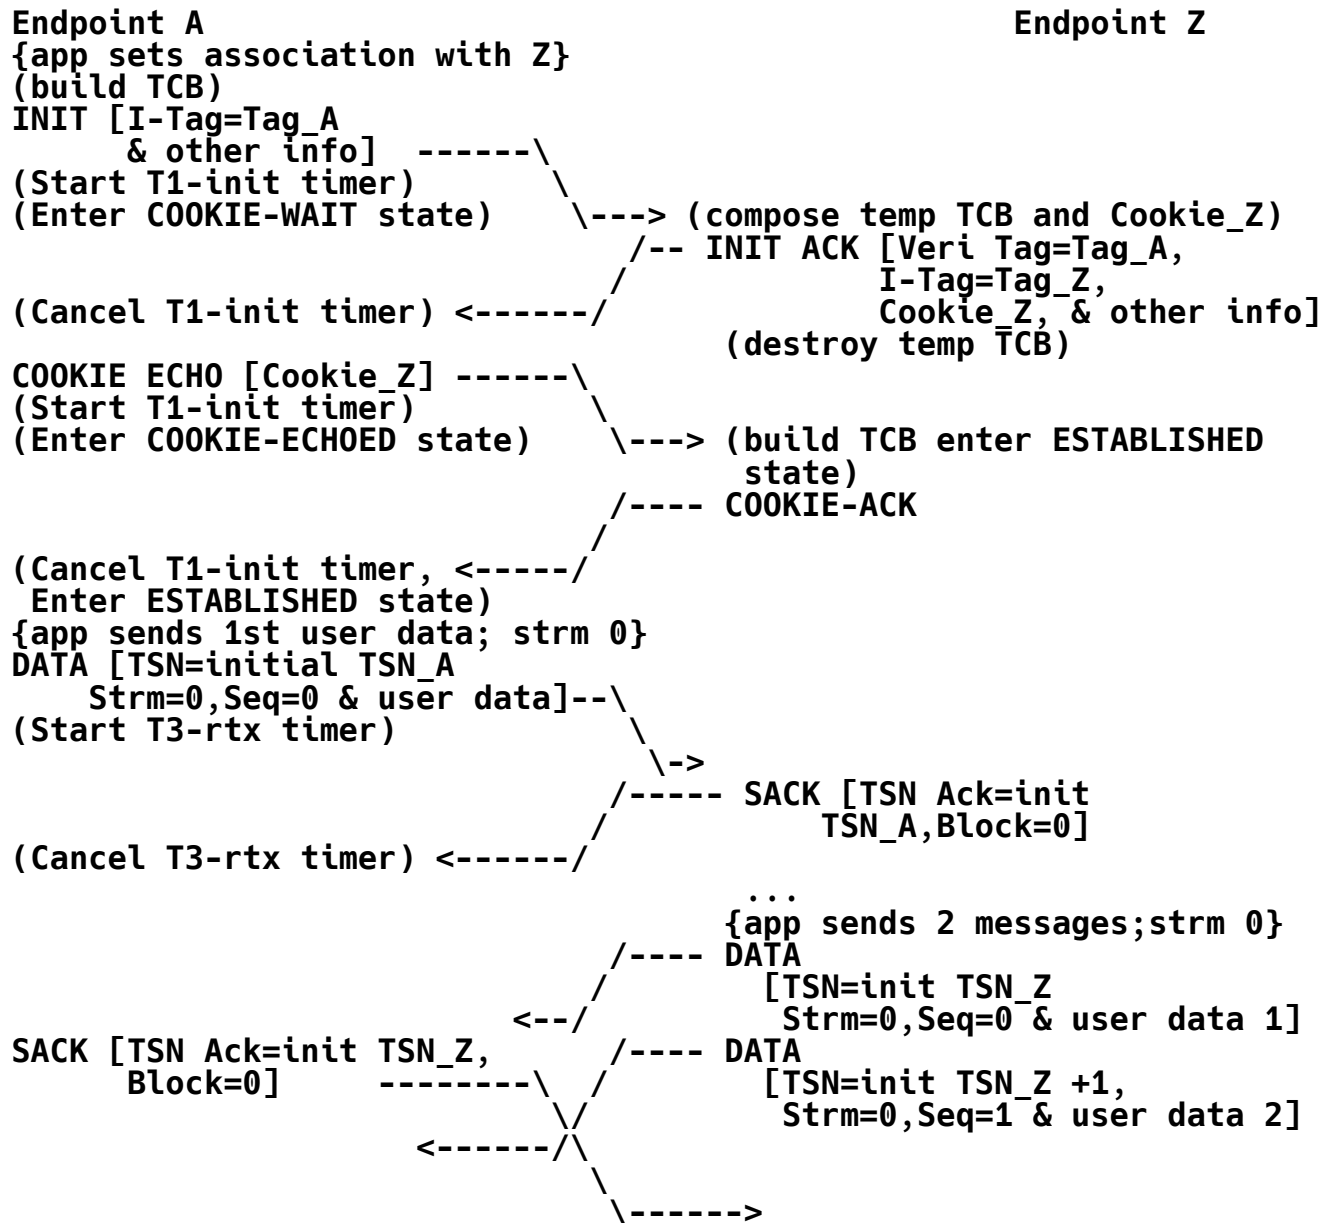 Endpoint A                                          Endpoint Z
{app sets association with Z}
(build TCB)
INIT [I-Tag=Tag_A
      & other info]  ------\
(Start T1-init timer)       \
(Enter COOKIE-WAIT state)    \---> (compose temp TCB and Cookie_Z)
                                /-- INIT ACK [Veri Tag=Tag_A,
                               /             I-Tag=Tag_Z,
(Cancel T1-init timer) <------/              Cookie_Z, & other info]
                                     (destroy temp TCB)
COOKIE ECHO [Cookie_Z] ------\
(Start T1-init timer)         \
(Enter COOKIE-ECHOED state)    \---> (build TCB enter ESTABLISHED
                                      state)
                               /---- COOKIE-ACK
                              /
(Cancel T1-init timer, <-----/
 Enter ESTABLISHED state)
{app sends 1st user data; strm 0}
DATA [TSN=initial TSN_A
    Strm=0,Seq=0 & user data]--\
(Start T3-rtx timer)            \
                                 \->
                               /----- SACK [TSN Ack=init
                              /           TSN_A,Block=0]
(Cancel T3-rtx timer) <------/
                                      ...
                                     {app sends 2 messages;strm 0}
                               /---- DATA
                              /        [TSN=init TSN_Z
                          <--/          Strm=0,Seq=0 & user data 1]
SACK [TSN Ack=init TSN_Z,      /---- DATA
      Block=0]     --------\  /        [TSN=init TSN_Z +1,
                            \/          Strm=0,Seq=1 & user data 2]
                     <------/\
                              \
                               \------>